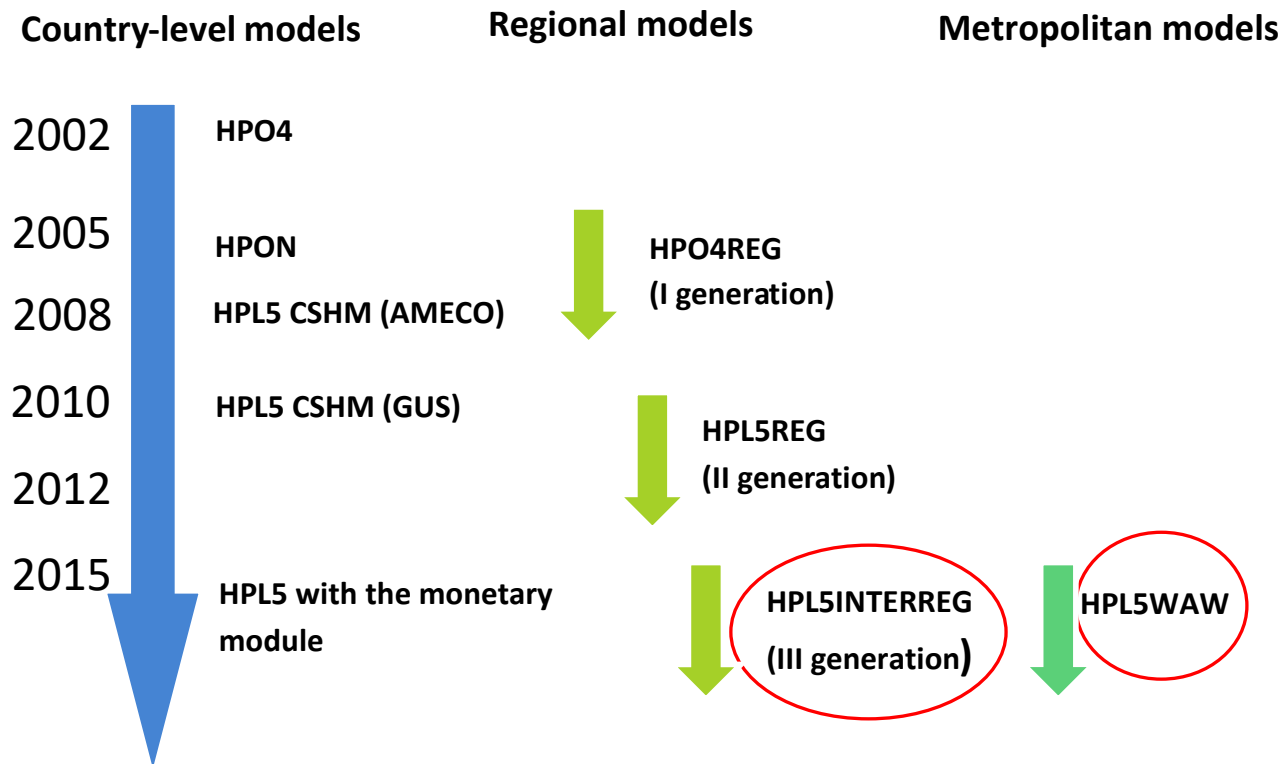 Country-level models
Regional models
Metropolitan models
2002
HPO4
2005
HPON
HPO4REG
(I generation)
2008
HPL5 CSHM (AMECO)
2010
HPL5 CSHM (GUS)
HPL5REG
(II generation)
2012
2015
HPL5 with the monetary
module
HPL5INTERREG
(III generation)
HPL5WAW